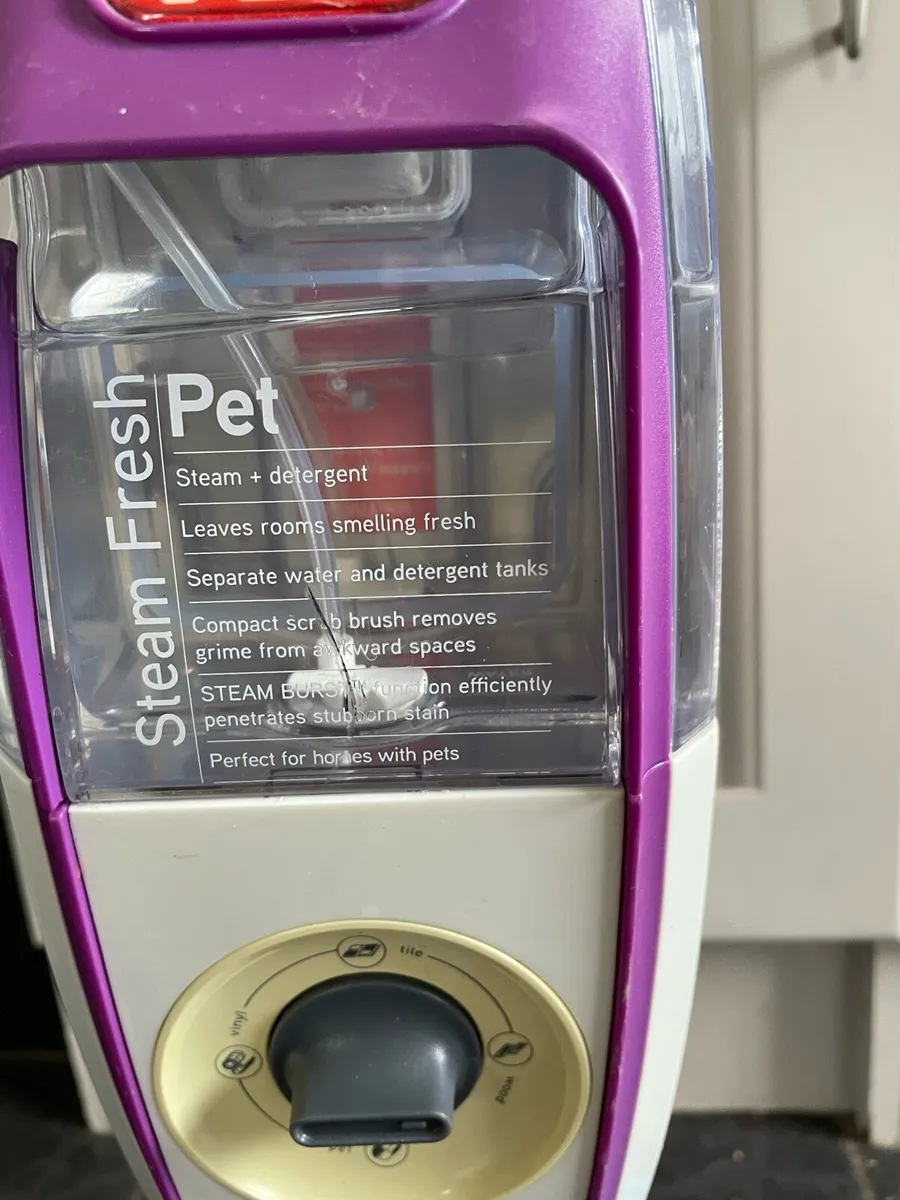 Steam Fresh
Pet
Steam + detergent
Leaves rooms smelling fresh
Separate water and detergent tanks
Compact scrub brush removes
grime from awkward spaces
STEAM BURST function efficiently
penetrates stubborn stain
Perfect for homes with pets
tile
vinyl
wood